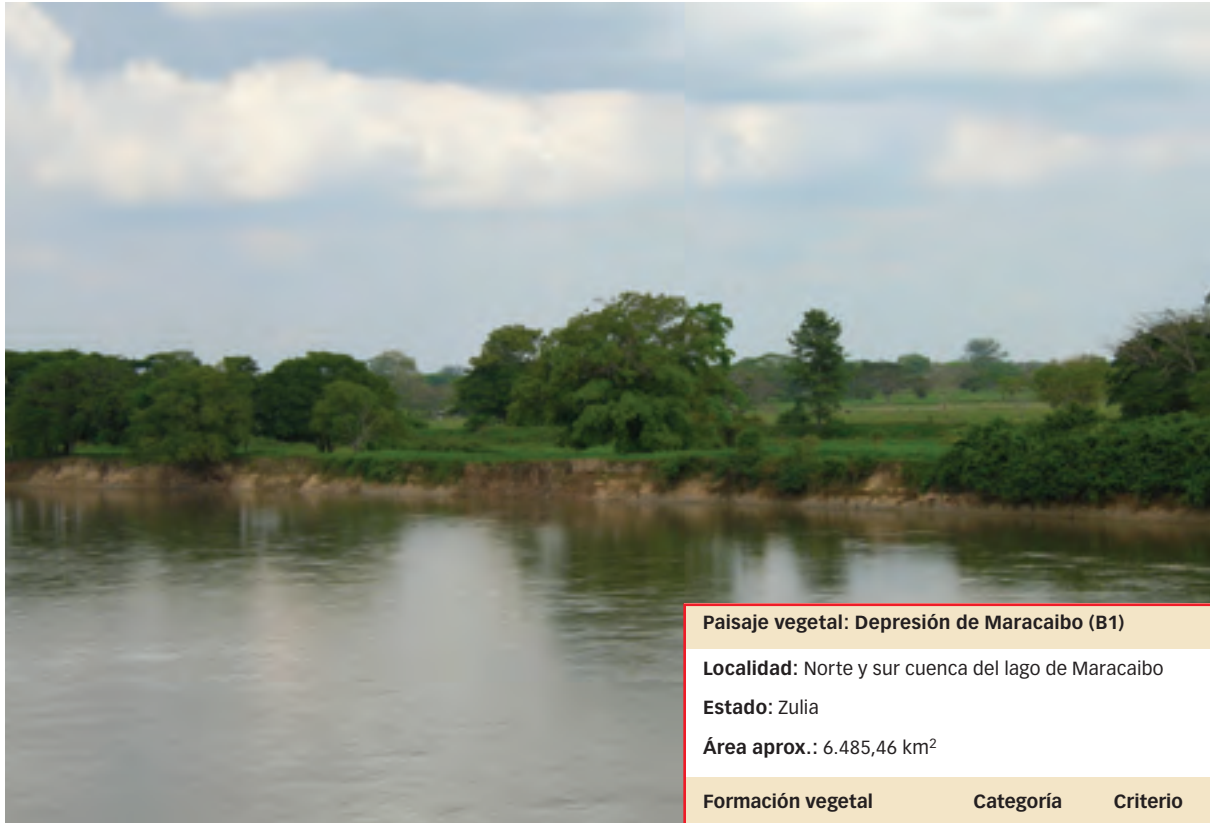 Paisaje vegetal: Depresión de Maracaibo (B1)
Localidad: Norte y sur cuenca del lago de Maracaibo
Estado: Zulia
Área aprox.: 6.485,46 km²
Formación vegetal Categoría Criterio